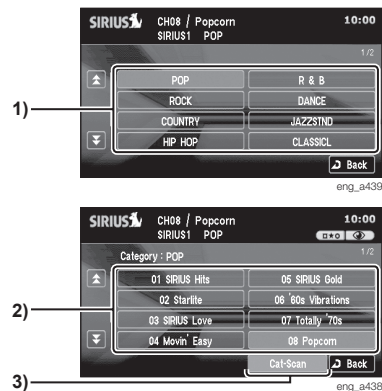 SIRIUS CH08 / Popcorn 10:00
SIRIUS1 POP
1/2
POP R & B
1) ROCK DANCE
COUNTRY JAZZSTND
HIP HOP CLASSICL
Back
eng_a439
SIRIUS CH08 / Popcorn 10:00
SIRIUS1 POP
Category : POP 1/2
01 SIRIUS Hits 05 SIRIUS Gold
2) 02 Starlite 06 '60s Vibrations
03 SIRIUS Love 07 Totally '70s
04 Movin' Easy 08 Popcorn
Cat-Scan Back
3) eng_a438